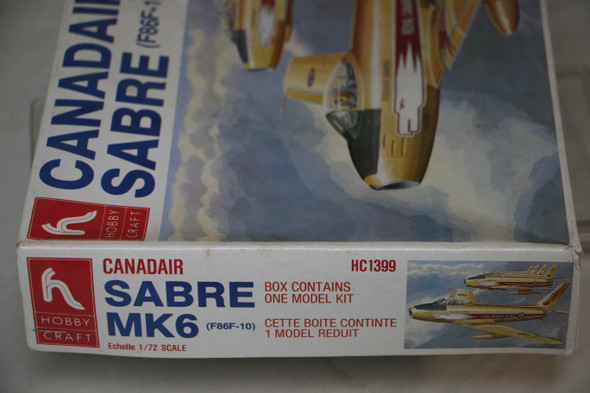 CANADAIR
SABRE (F86F-10)
HOBBY
CRAFT
HOBBY
CRAFT
CANADAIR
SABRE
MK6 (F86F-10)
Echelle 1/72 SCALE
HC1399
BOX CONTAINS
ONE MODEL KIT
CETTE BOITE CONTINTE
1 MODEL REDUIT